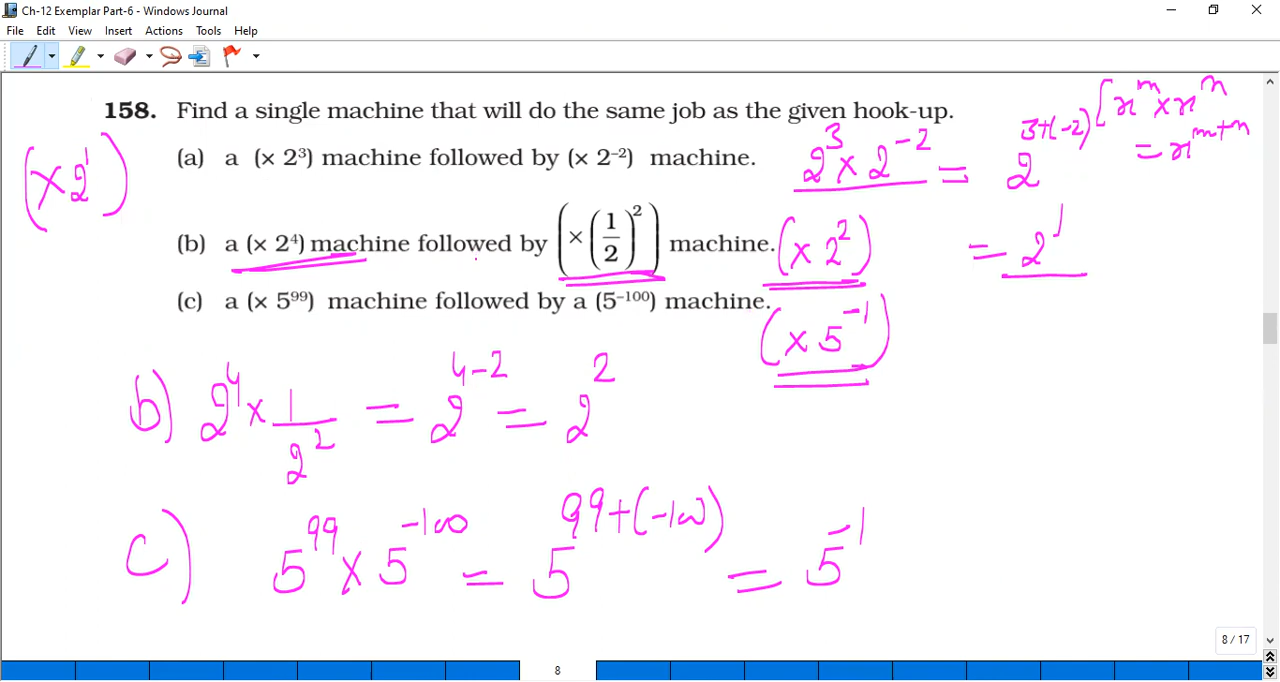 Ch-12 Exemplar Part-6 - Windows Journal
File Edit View Insert Actions Tools Help
158. Find a single machine that will do the same job as the given hook-up.
[xᵐ × xⁿ
= xᵐ⁺ⁿ
(a) a (× 2³) machine followed by (× 2⁻²) machine.
2³ × 2⁻² = 2³⁺⁽⁻²⁾
= 2¹
(×2¹)
(b) a (× 2⁴) machine followed by (×(1/2)²) machine.
(× 2²)
(c) a (× 5⁹⁹) machine followed by a (5⁻¹⁰⁰) machine.
(× 5⁻¹)
b) 2⁴ × 1/2² = 2⁴⁻² = 2²
c) 5⁹⁹ × 5⁻¹⁰⁰ = 5⁹⁹⁺⁽⁻¹⁰⁰⁾ = 5⁻¹
8 / 17
8